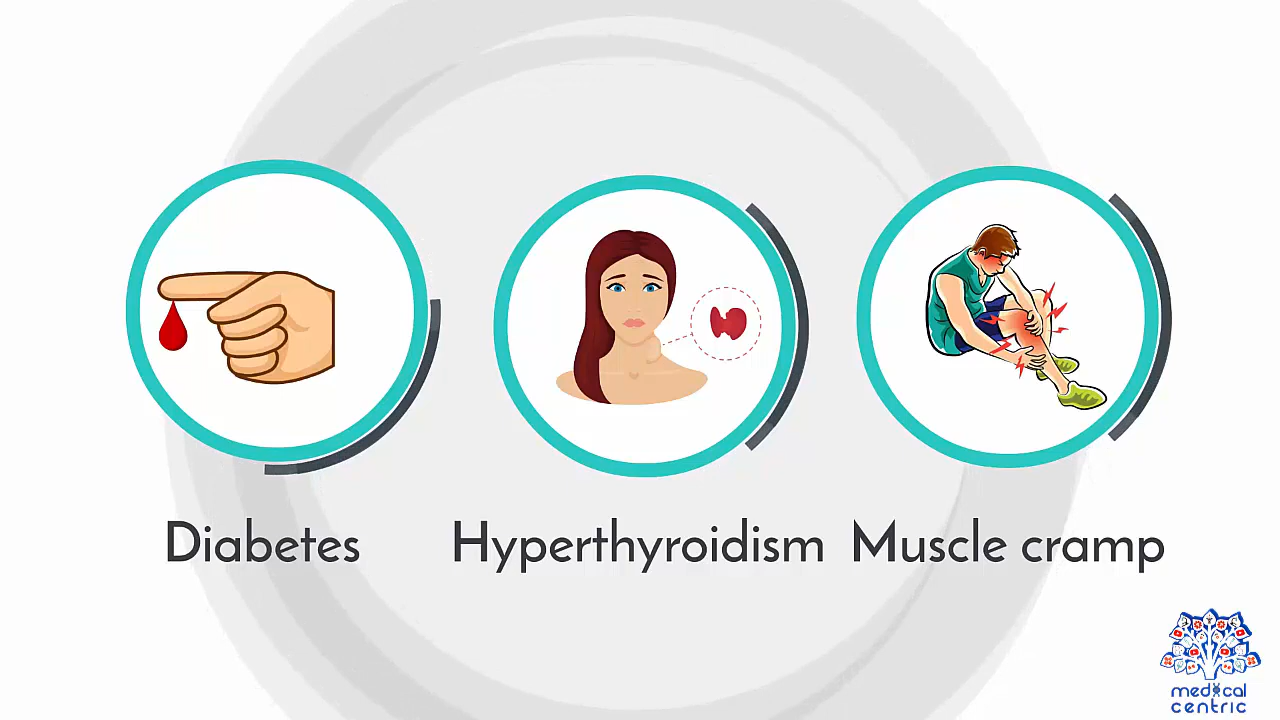 Diabetes
Hyperthyroidism
Muscle cramp
medical
centric